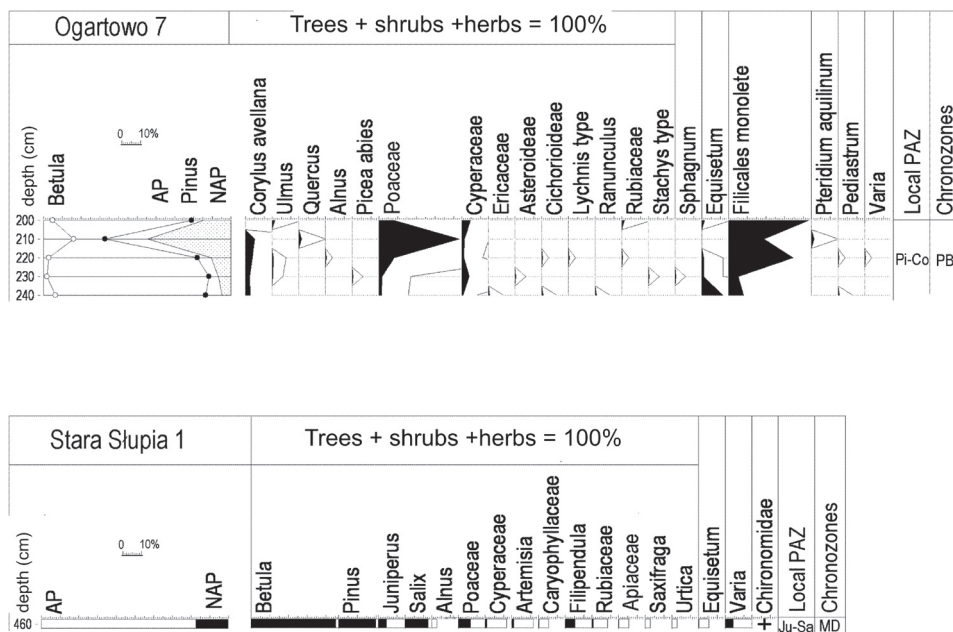 Ogartowo 7
Trees + shrubs +herbs = 100%
depth (cm)
Betula
0 10%
AP
Pinus
NAP
Corylus avellana
Ulmus
Quercus
Alnus
Picea abies
Poaceae
Cyperaceae
Ericaceae
Asteroideae
Cichorioideae
Lychnis type
Ranunculus
Rubiaceae
Stachys type
Sphagnum
Equisetum
Filicales monolete
Pteridium aquilinum
Pediastrum
Varia
Local PAZ
Chronozones
200
210
220
230
240
Pi-Co
PB
Stara Słupia 1
Trees + shrubs +herbs = 100%
depth (cm)
AP
0 10%
NAP
Betula
Pinus
Juniperus
Salix
Alnus
Poaceae
Cyperaceae
Artemisia
Caryophyllaceae
Filipendula
Rubiaceae
Apiaceae
Saxifraga
Urtica
Equisetum
Varia
+ Chironomidae
Local PAZ
Chronozones
460
Ju-Sa
MD